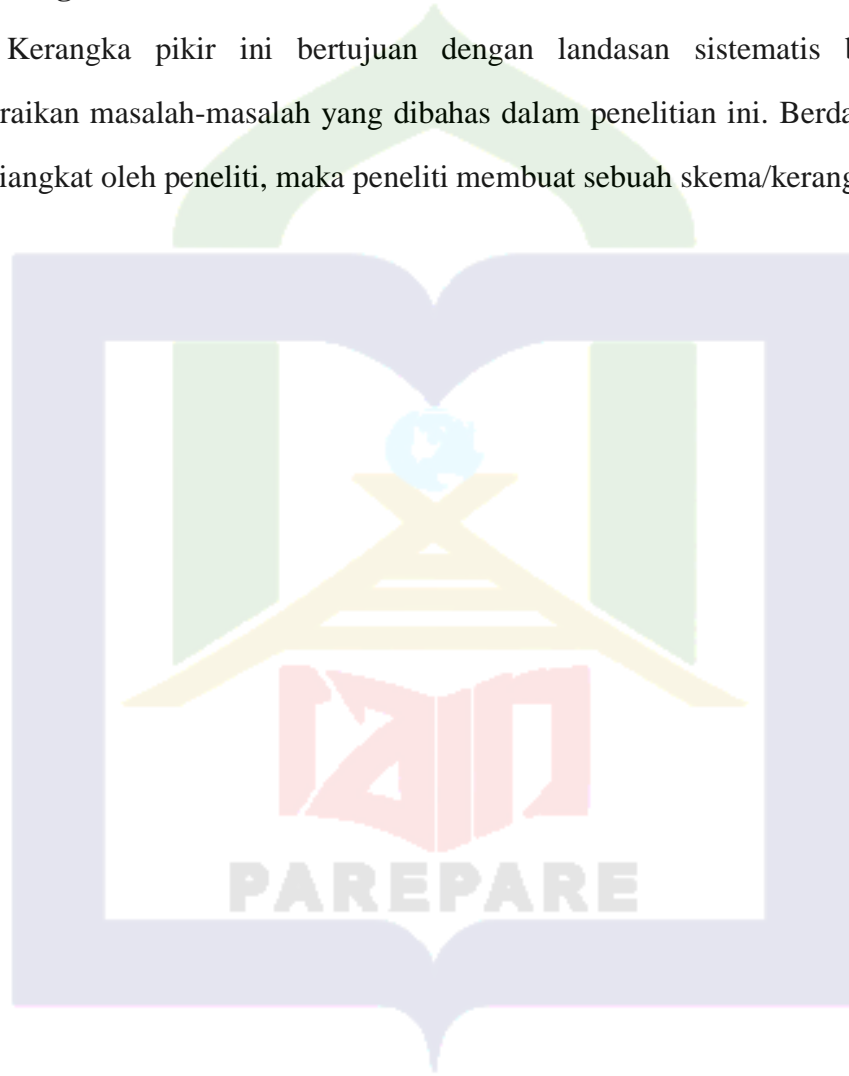 Kerangka pikir ini bertujuan dengan landasan sistematis b
raikan masalah-masalah yang dibahas dalam penelitian ini. Berda
iangkat oleh peneliti, maka peneliti membuat sebuah skema/kerang
iain
PAREPARE